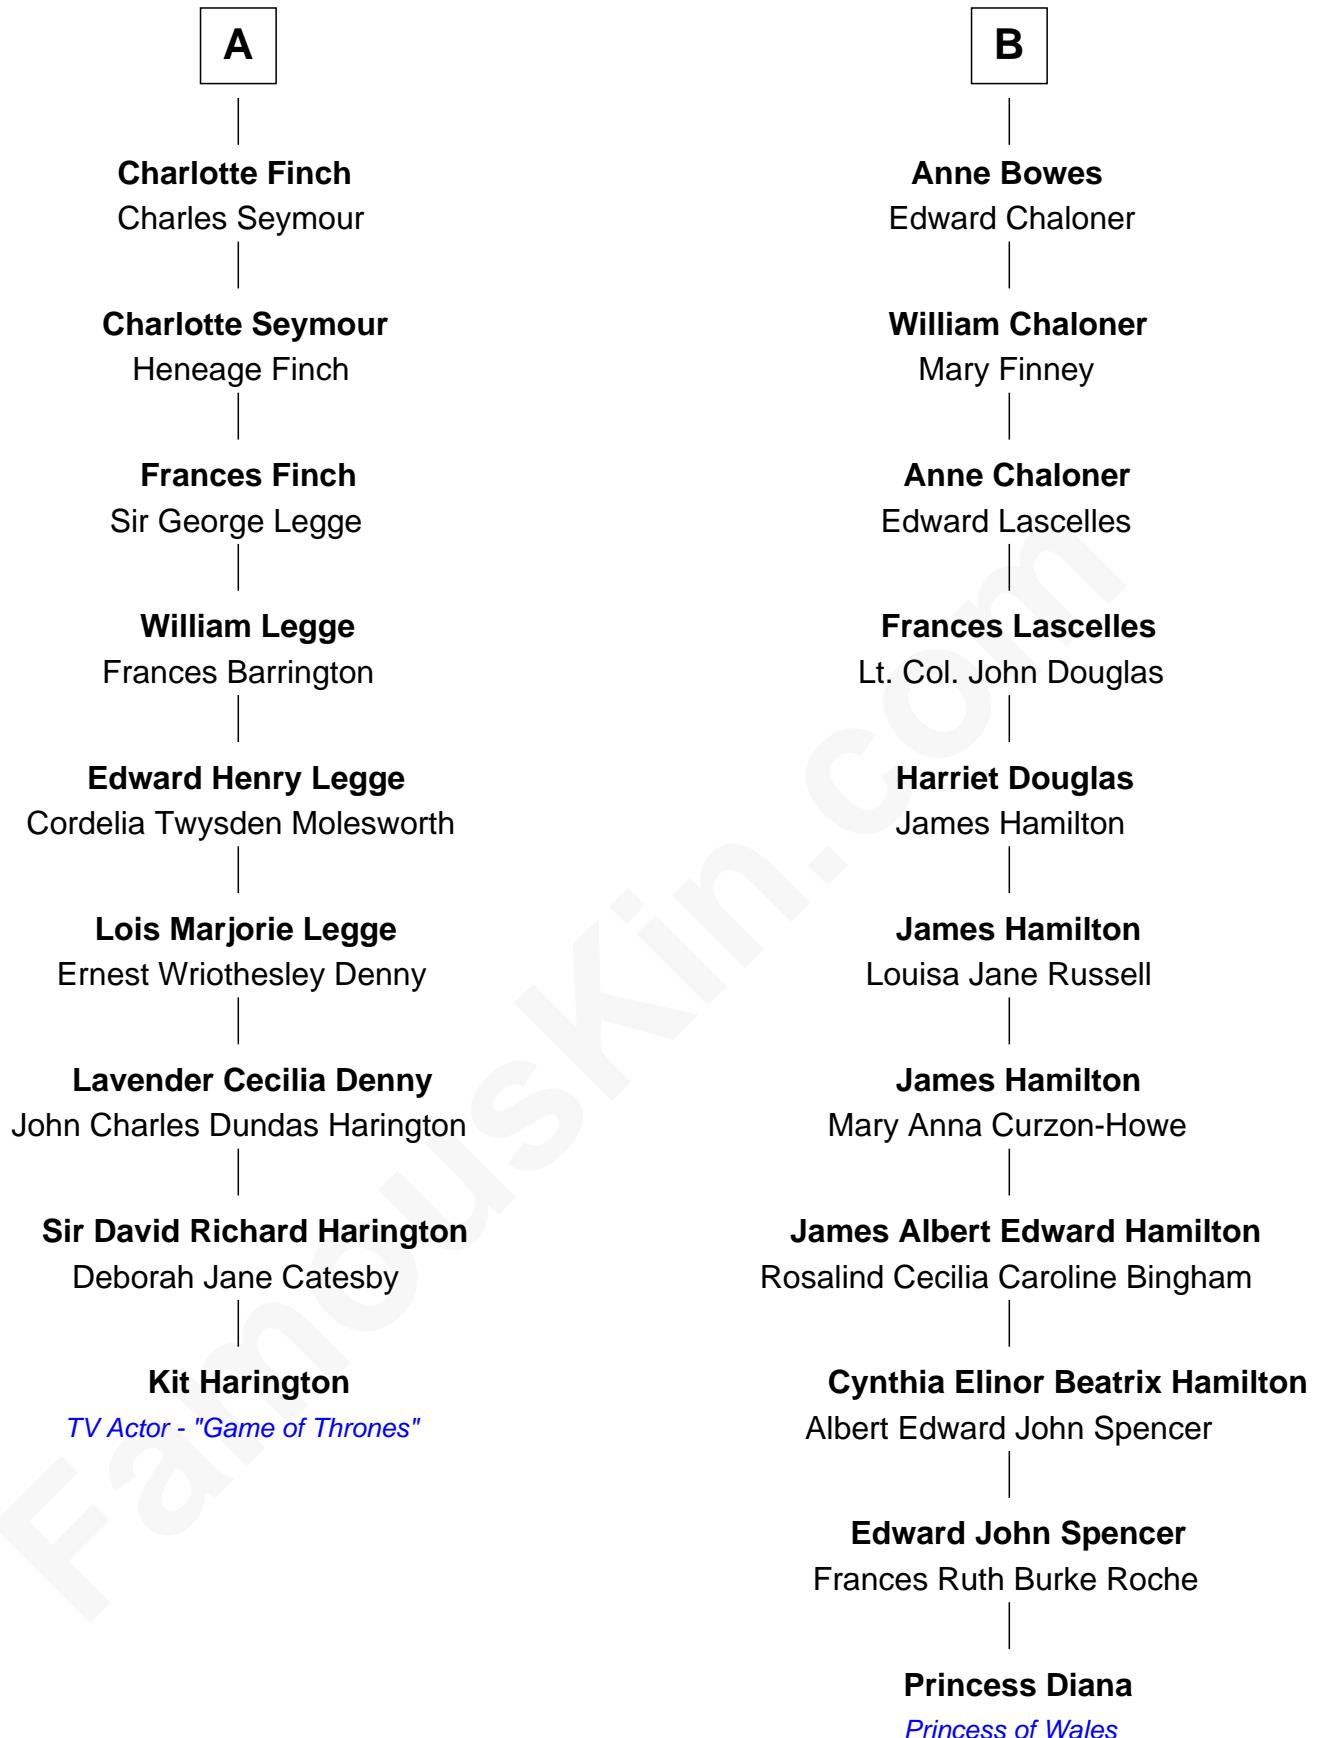 A
Charlotte Finch
Charles Seymour
Charlotte Seymour
Heneage Finch
Frances Finch
Sir George Legge
William Legge
Frances Barrington
Edward Henry Legge
Cordelia Twysden Molesworth
Lois Marjorie Legge
Ernest Wriothesley Denny
Lavender Cecilia Denny
John Charles Dundas Harington
Sir David Richard Harington
Deborah Jane Catesby
Kit Harington
TV Actor - "Game of Thrones"
B
Anne Bowes
Edward Chaloner
William Chaloner
Mary Finney
Anne Chaloner
Edward Lascelles
Frances Lascelles
Lt. Col. John Douglas
Harriet Douglas
James Hamilton
James Hamilton
Louisa Jane Russell
James Hamilton
Mary Anna Curzon-Howe
James Albert Edward Hamilton
Rosalind Cecilia Caroline Bingham
Cynthia Elinor Beatrix Hamilton
Albert Edward John Spencer
Edward John Spencer
Frances Ruth Burke Roche
Princess Diana
Princess of Wales
FamousKin.com